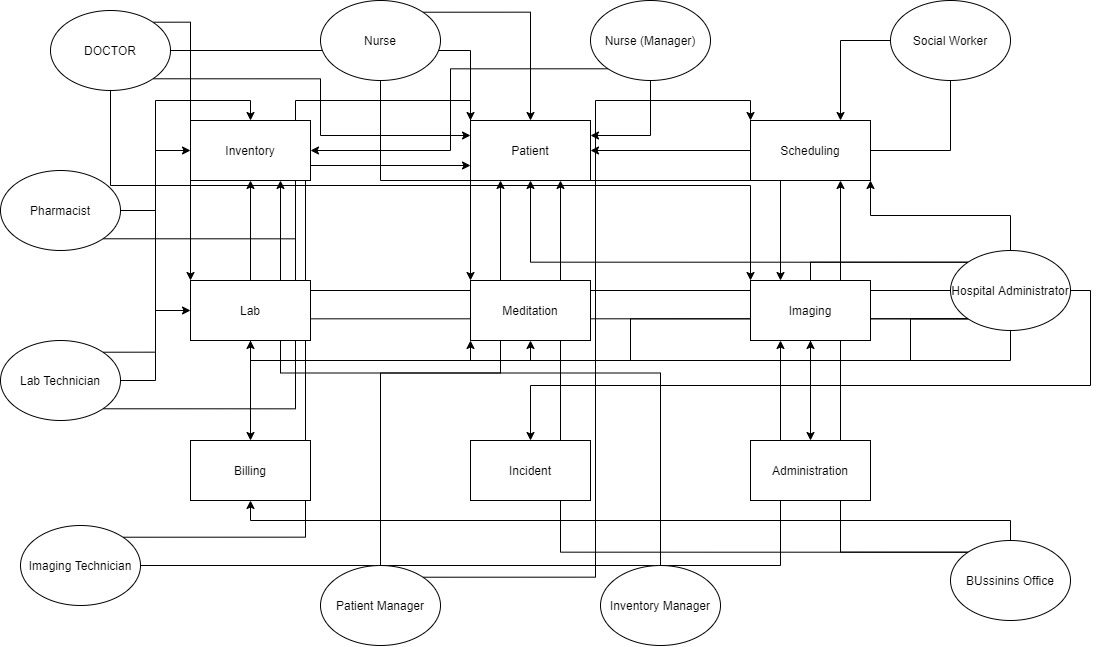 DOCTOR
Nurse
Nurse (Manager)
Social Worker
Inventory
Patient
Scheduling
Pharmacist
Hospital Administrator
Lab
Meditation
Imaging
Lab Technician
Billing
Incident
Administration
Imaging Technician
BUssinins Office
Patient Manager
Inventory Manager